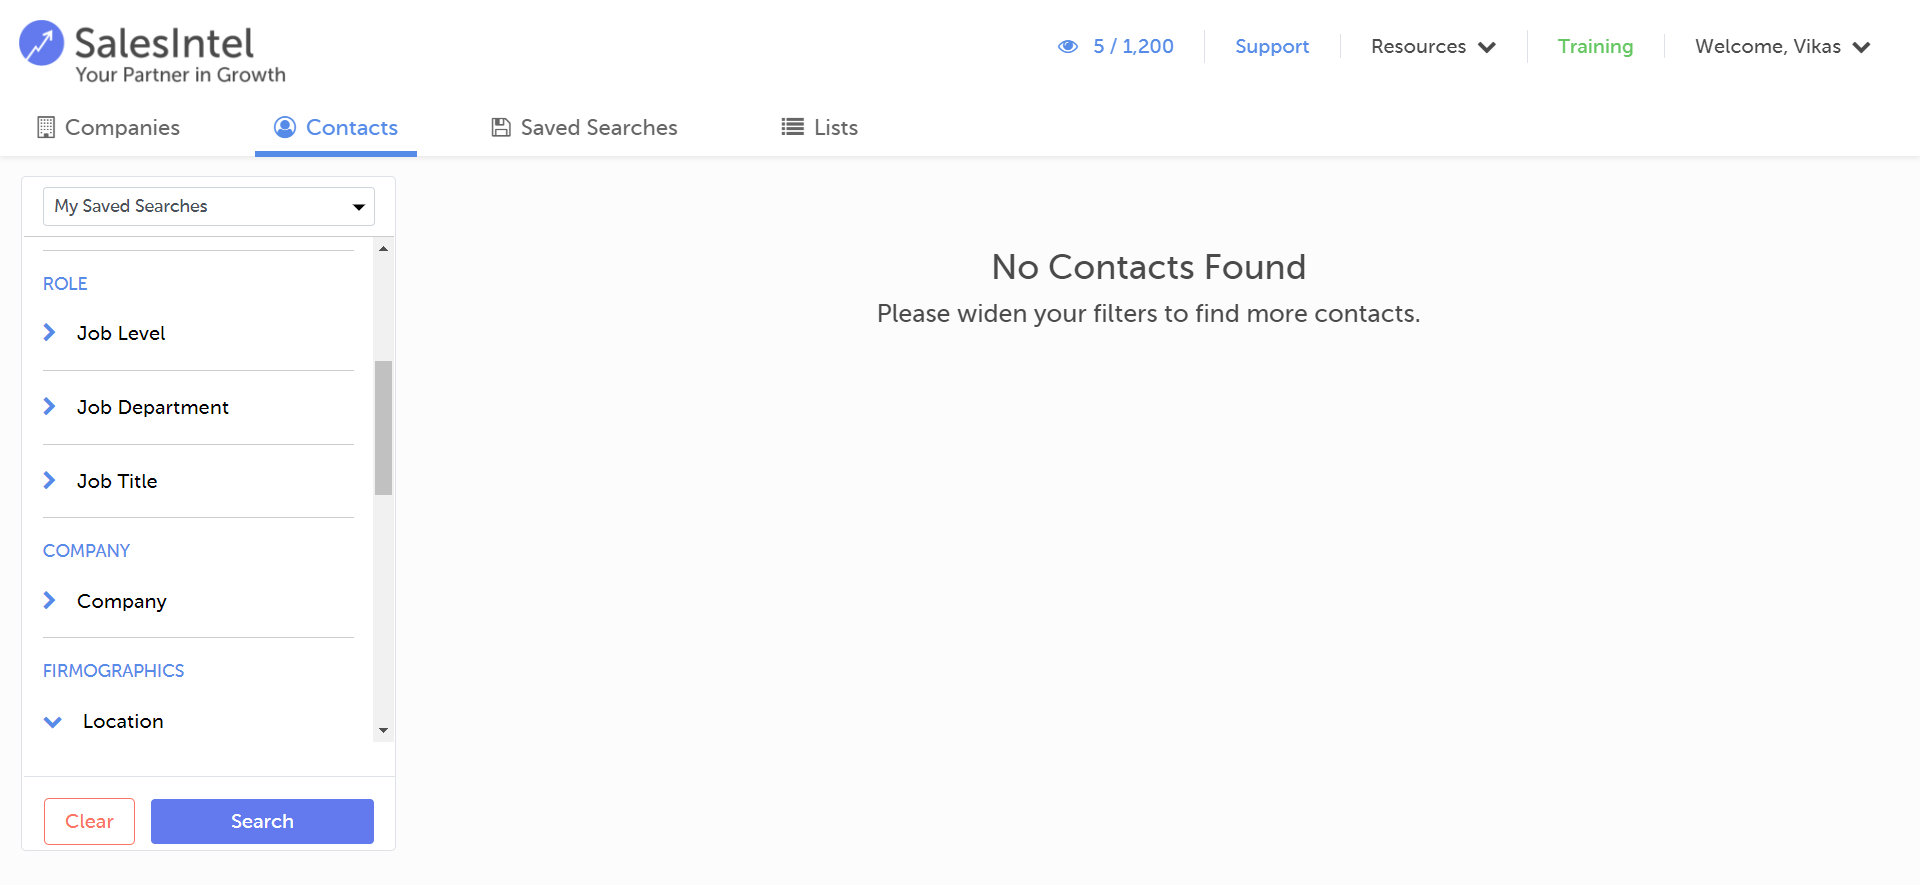 SalesIntel
Your Partner in Growth
5 / 1,200
Support
Resources
Training
Welcome, Vikas
Companies
Contacts
Saved Searches
Lists
My Saved Searches
ROLE
Job Level
Job Department
Job Title
COMPANY
Company
FIRMOGRAPHICS
Location
Clear
Search
No Contacts Found
Please widen your filters to find more contacts.